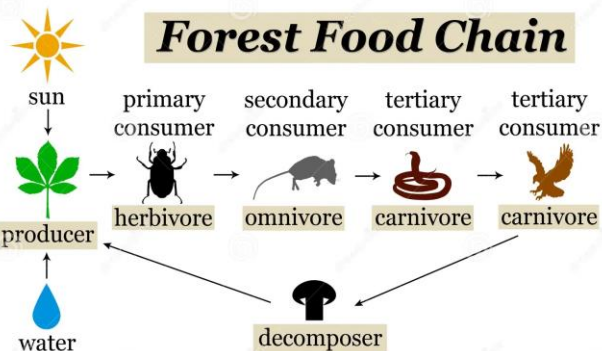 Forest Food Chain
sun
primary
consumer
secondary
consumer
tertiary
consumer
tertiary
consumer
herbivore
omnivore
carnivore
carnivore
producer
water
decomposer